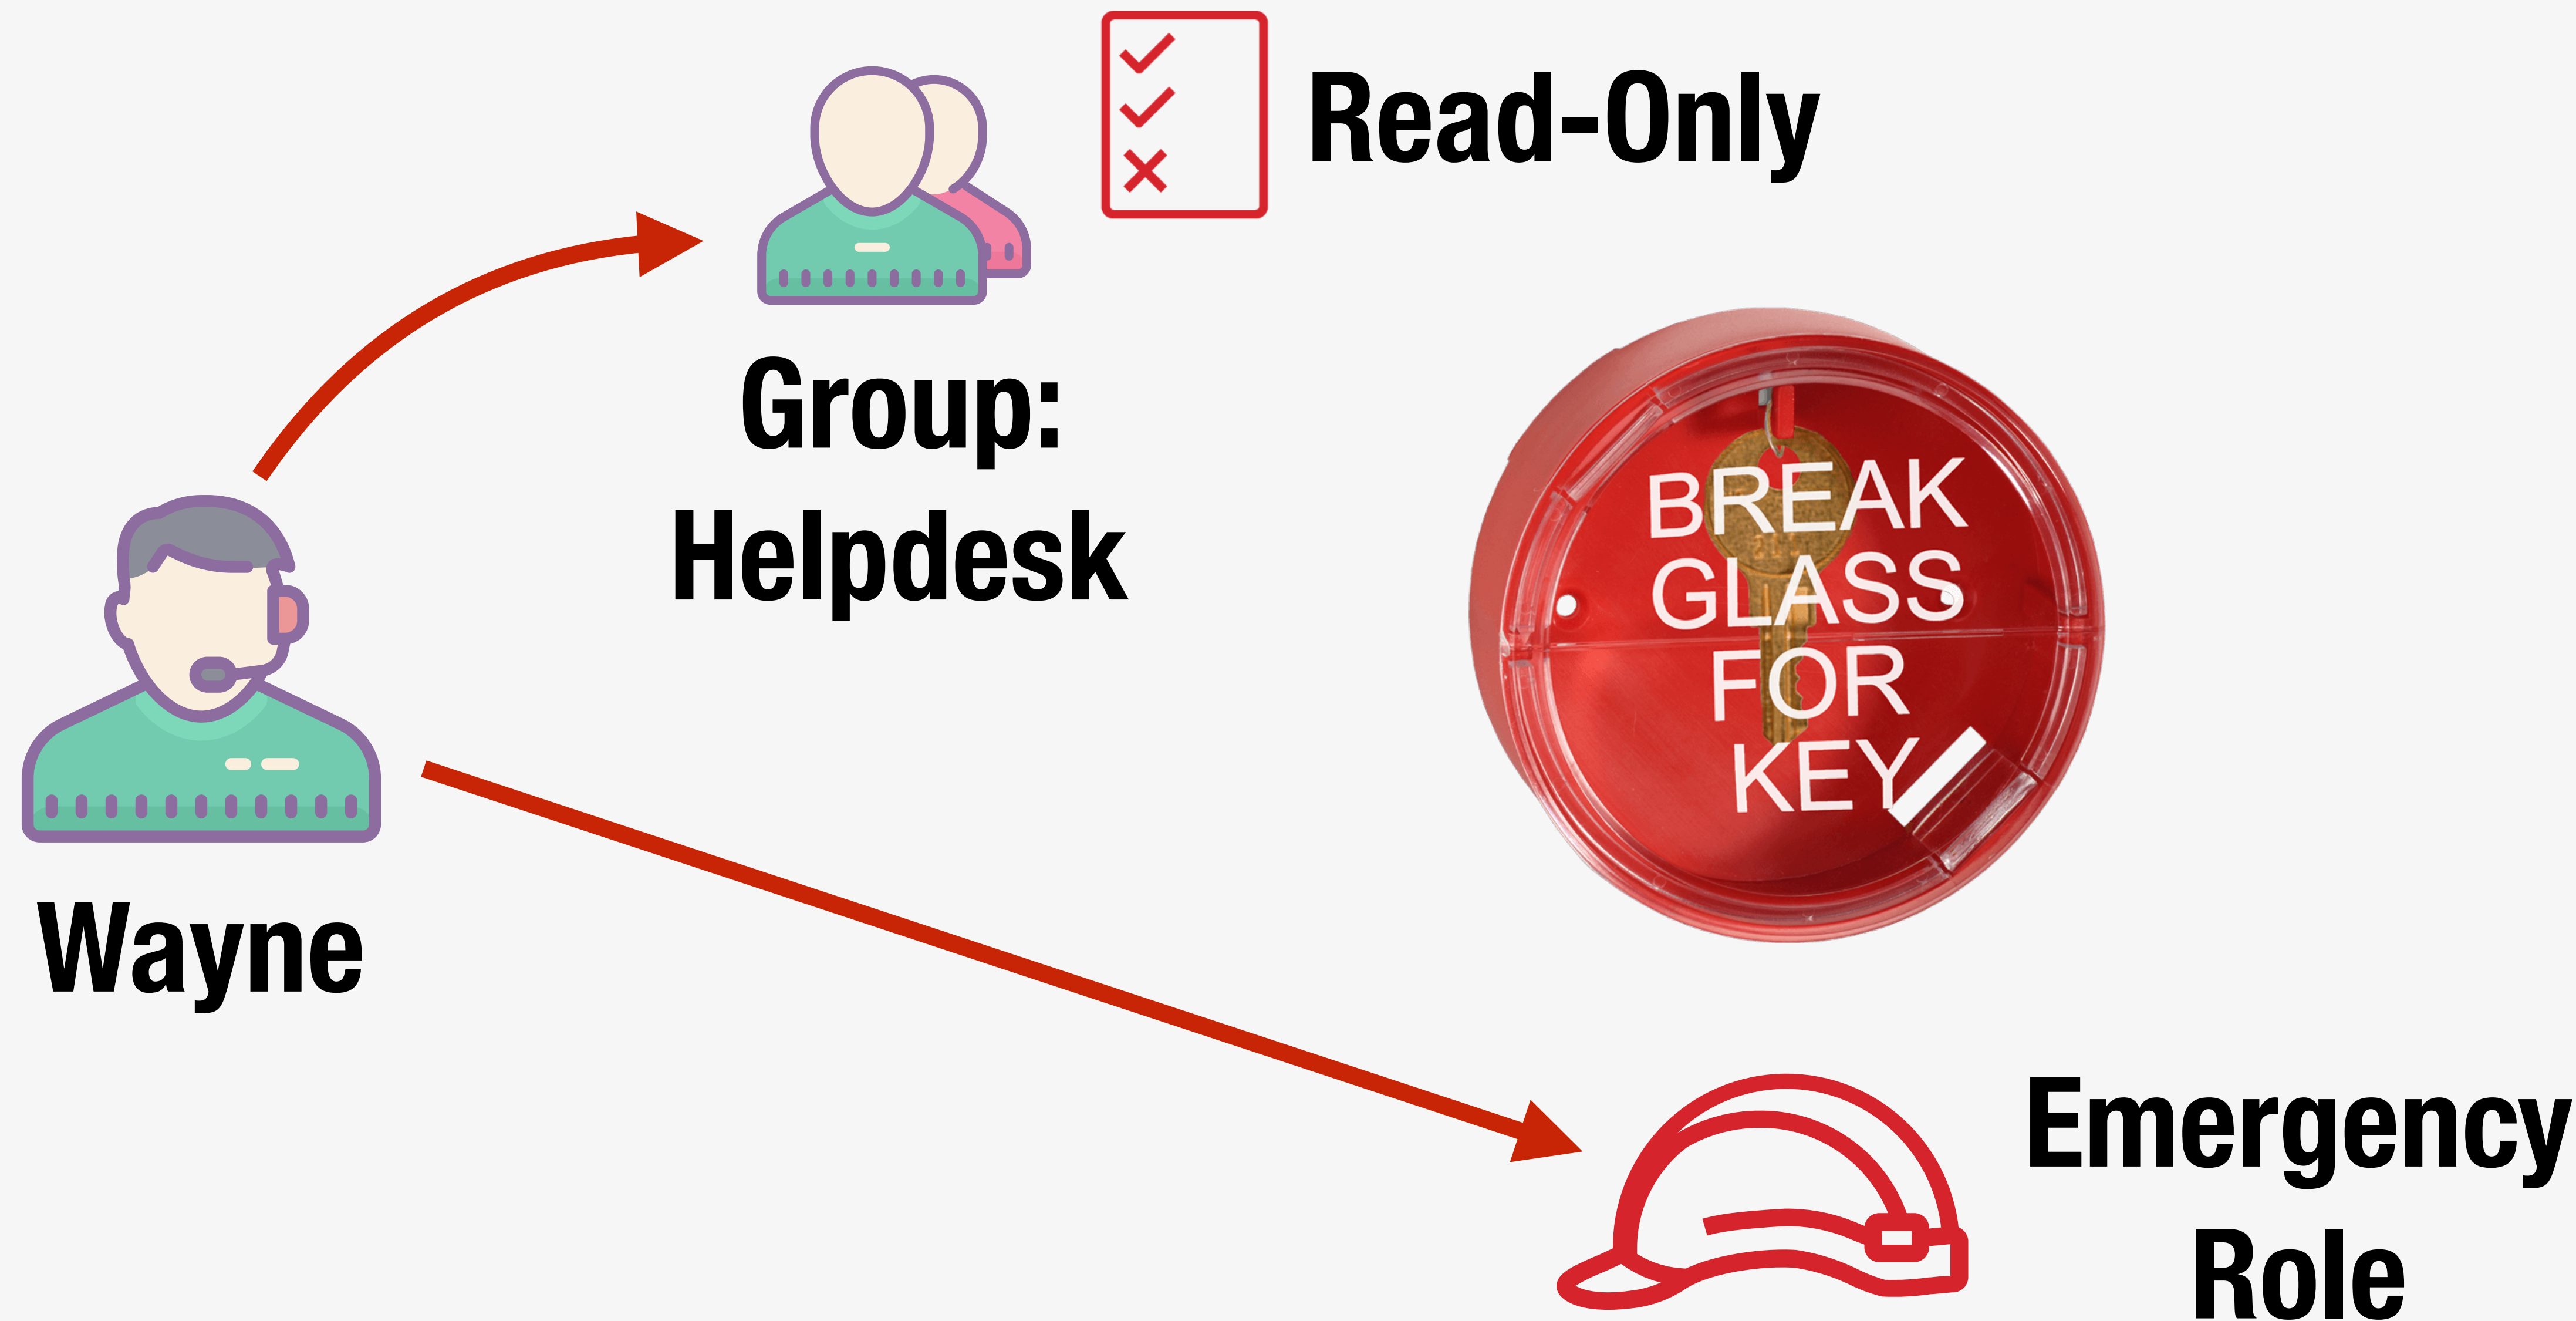 Read-Only
Group:
Helpdesk
BREAK
GLASS
FOR
KEY
Wayne
Emergency
Role